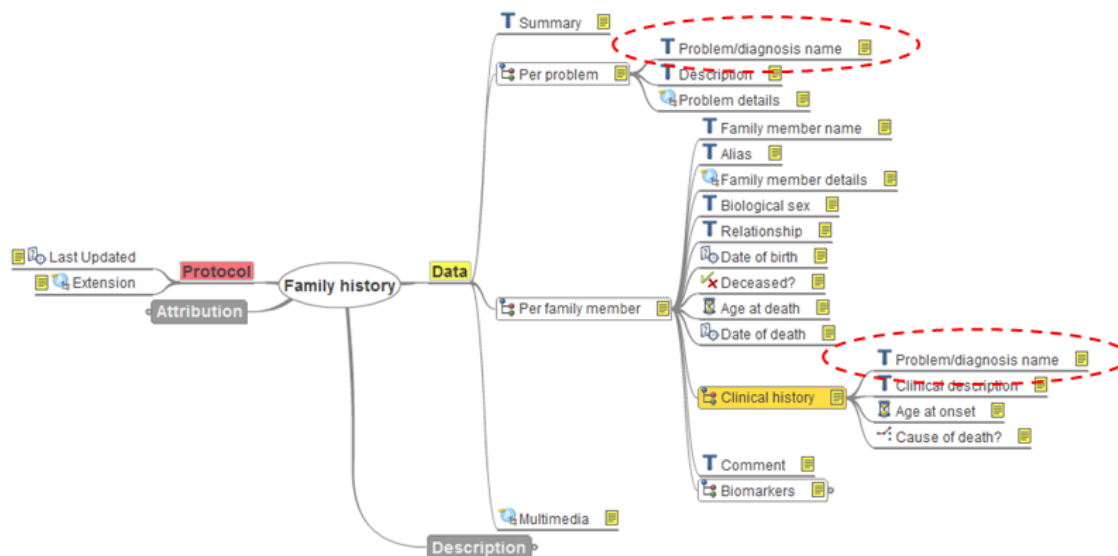 Summary
Problem/diagnosis name
Per problem
Description
Problem details
Family member name
Alias
Family member details
Biological sex
Relationship
Last Updated
Date of birth
Protocol
Data
Extension
Family history
Deceased?
Attribution
Per family member
Age at death
Date of death
Problem/diagnosis name
Clinical description
Clinical history
Age at onset
Cause of death?
Comment
Biomarkers
Multimedia
Description